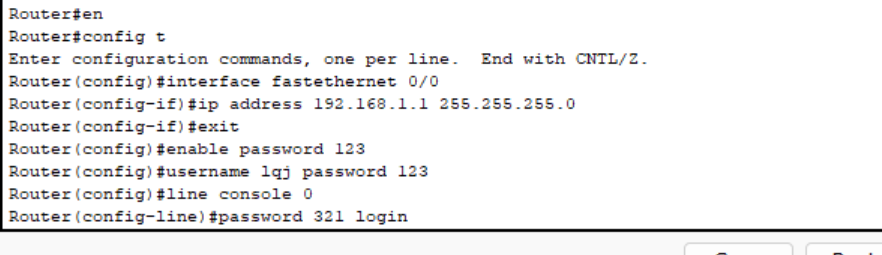 Router#en
Router#config t
Enter configuration commands, one per line.  End with CNTL/Z.
Router(config)#interface fastethernet 0/0
Router(config-if)#ip address 192.168.1.1 255.255.255.0
Router(config-if)#exit
Router(config)#enable password 123
Router(config)#username lqj password 123
Router(config)#line console 0
Router(config-line)#password 321 login